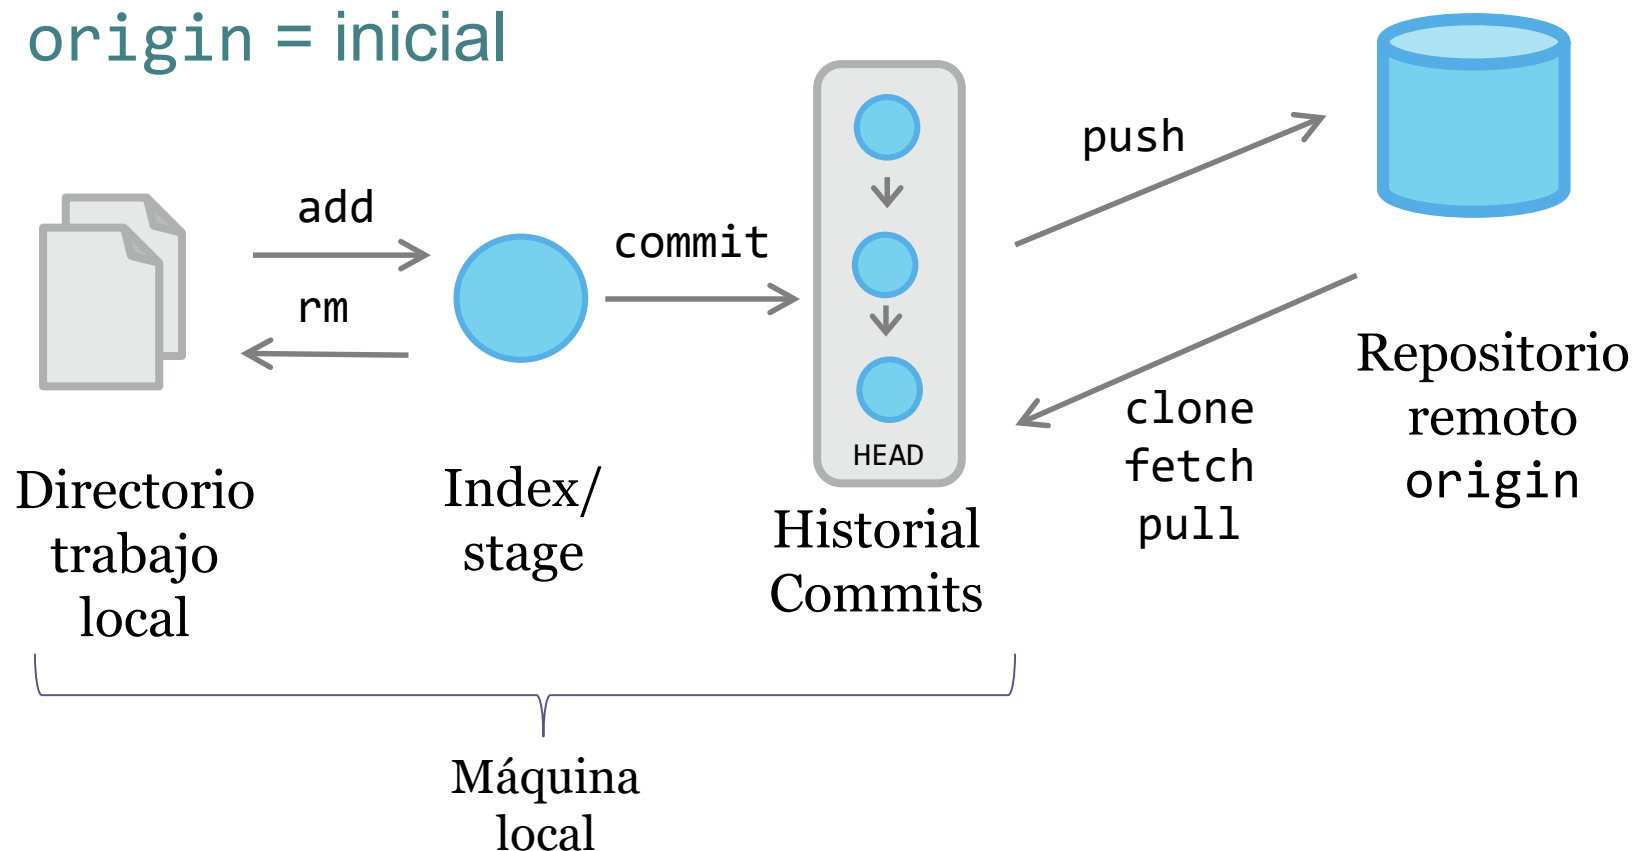 origin = inicial
add
rm
commit
push
clone
fetch
pull
HEAD
Directorio
trabajo
local
Index/
stage
Historial
Commits
Repositorio
remoto
origin
Máquina
local